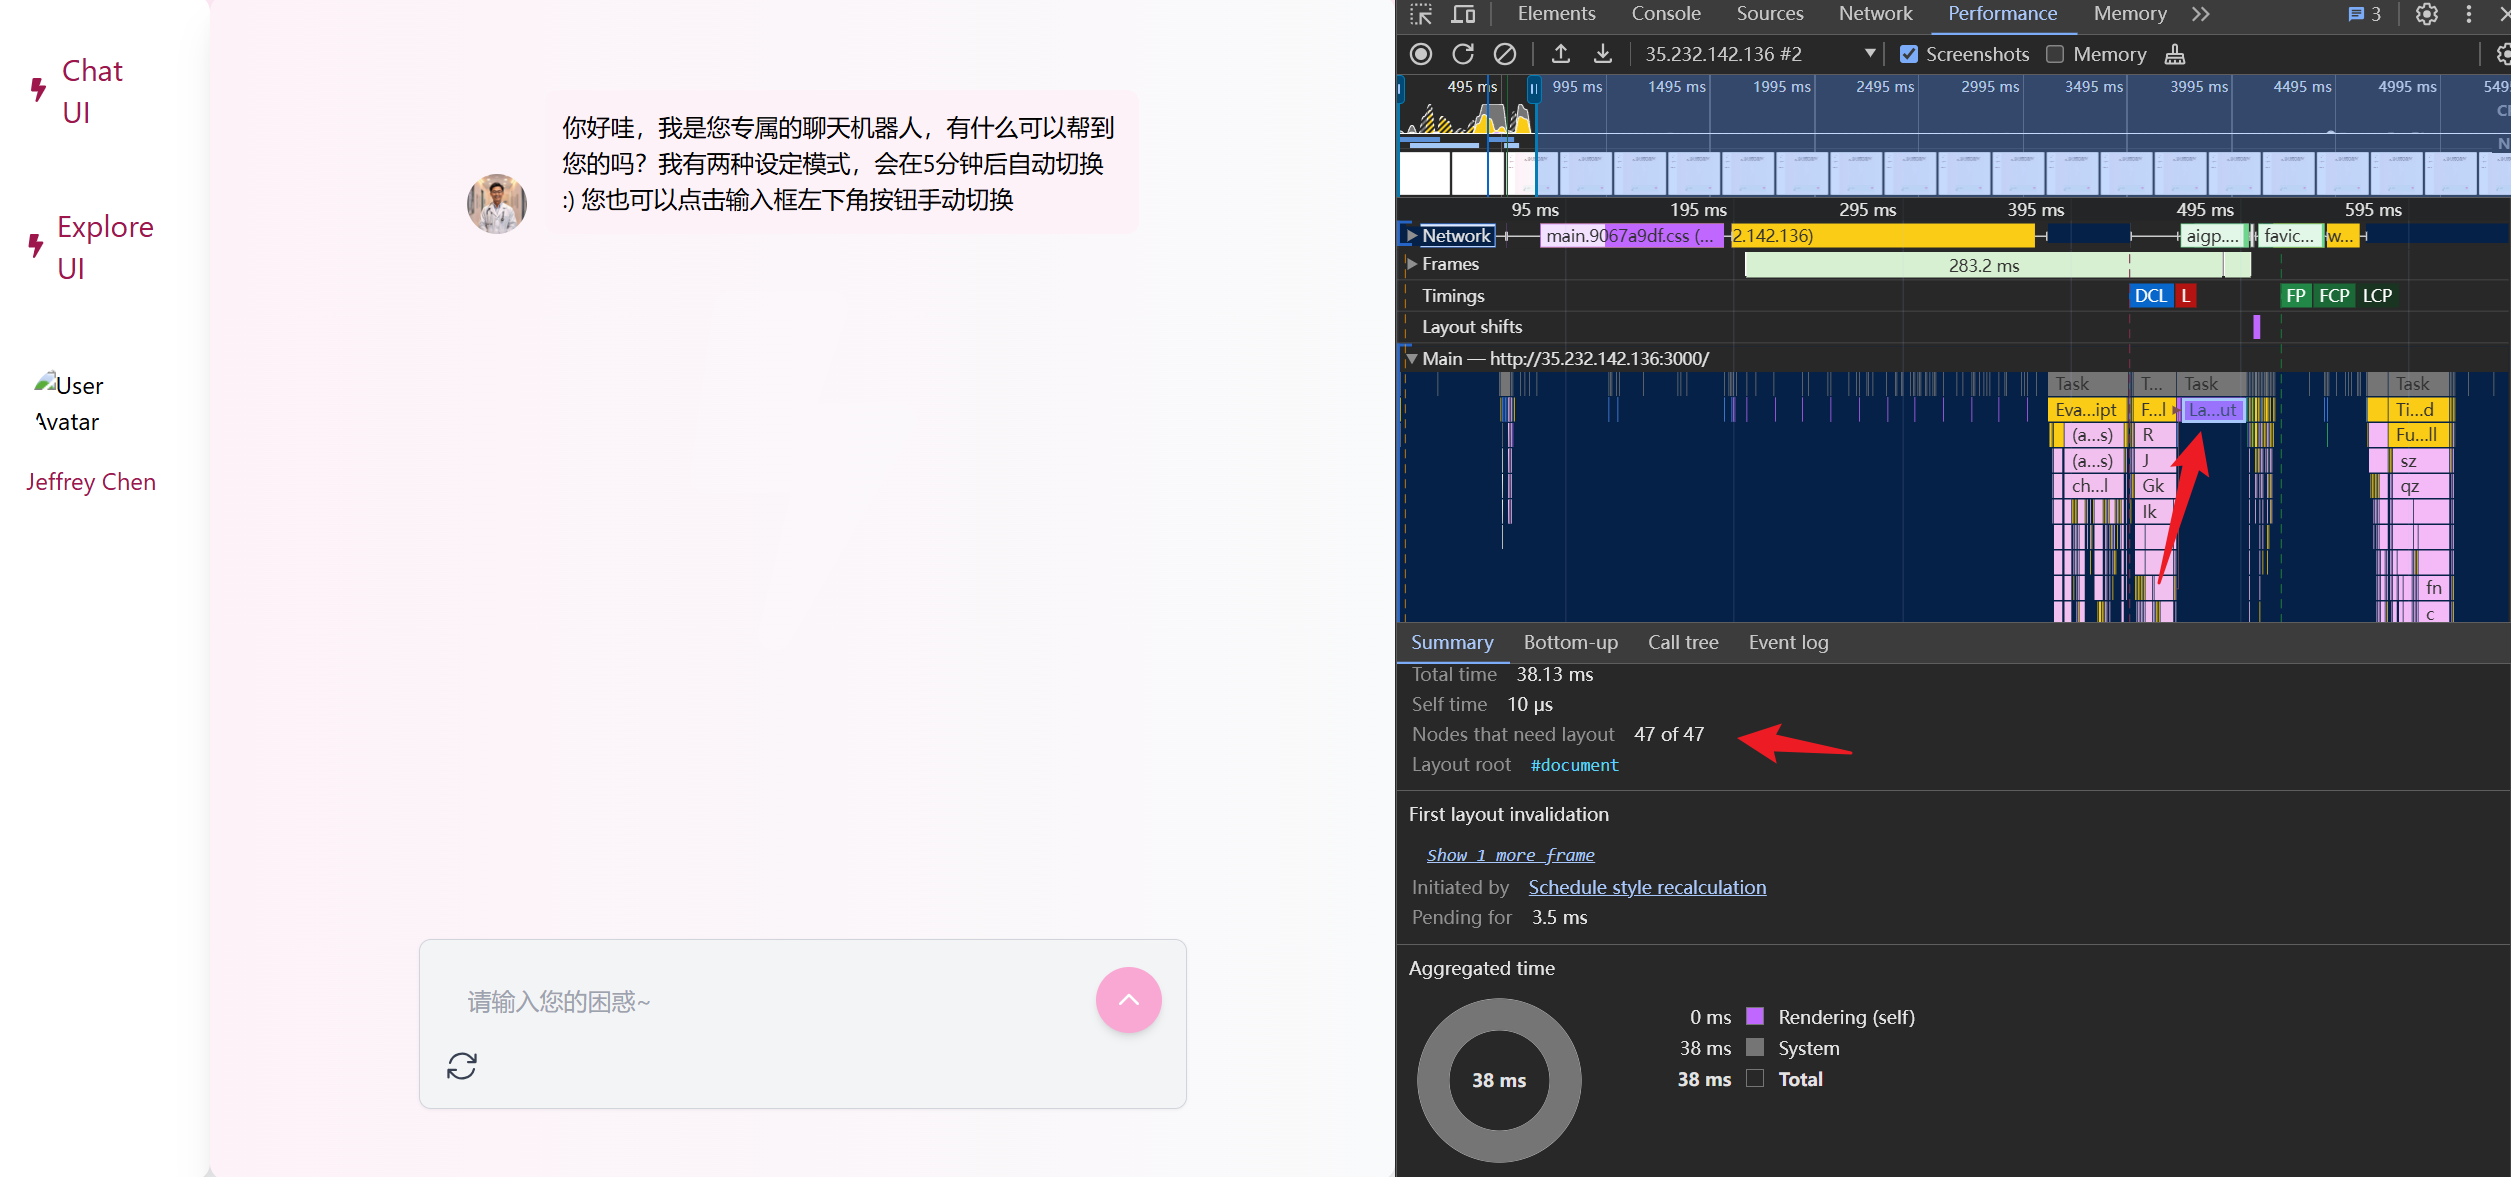 Chat
UI
Explore
UI
User
Avatar
Jeffrey Chen
你好哇，我是您专属的聊天机器人，有什么可以帮到
您的吗？我有两种设定模式，会在5分钟后自动切换
:) 您也可以点击输入框左下角按钮手动切换
请输入您的困惑~
Elements Console Sources Network Performance Memory 3
35.232.142.136 #2 Screenshots Memory
495 ms 995 ms 1495 ms 1995 ms 2495 ms 2995 ms 3495 ms 3995 ms 4495 ms 4995 ms 5495
95 ms 195 ms 295 ms 395 ms 495 ms 595 ms
Network main.9067a9df.css (... 2.142.136) aigp.... favic... w...
Frames 283.2 ms
Timings DCL L FP FCP LCP
Layout shifts
Main — http://35.232.142.136:3000/
Task T... Task Task
Eva...ipt F...l La...ut Ti...d
(a...s) R Fu...ll
(a...s) J sz
ch...l Gk qz
lk
fn
c
Summary Bottom-up Call tree Event log
Total time 38.13 ms
Self time 10 μs
Nodes that need layout 47 of 47
Layout root #document
First layout invalidation
Show 1 more frame
Initiated by Schedule style recalculation
Pending for 3.5 ms
Aggregated time
38 ms
0 ms Rendering (self)
38 ms System
38 ms Total